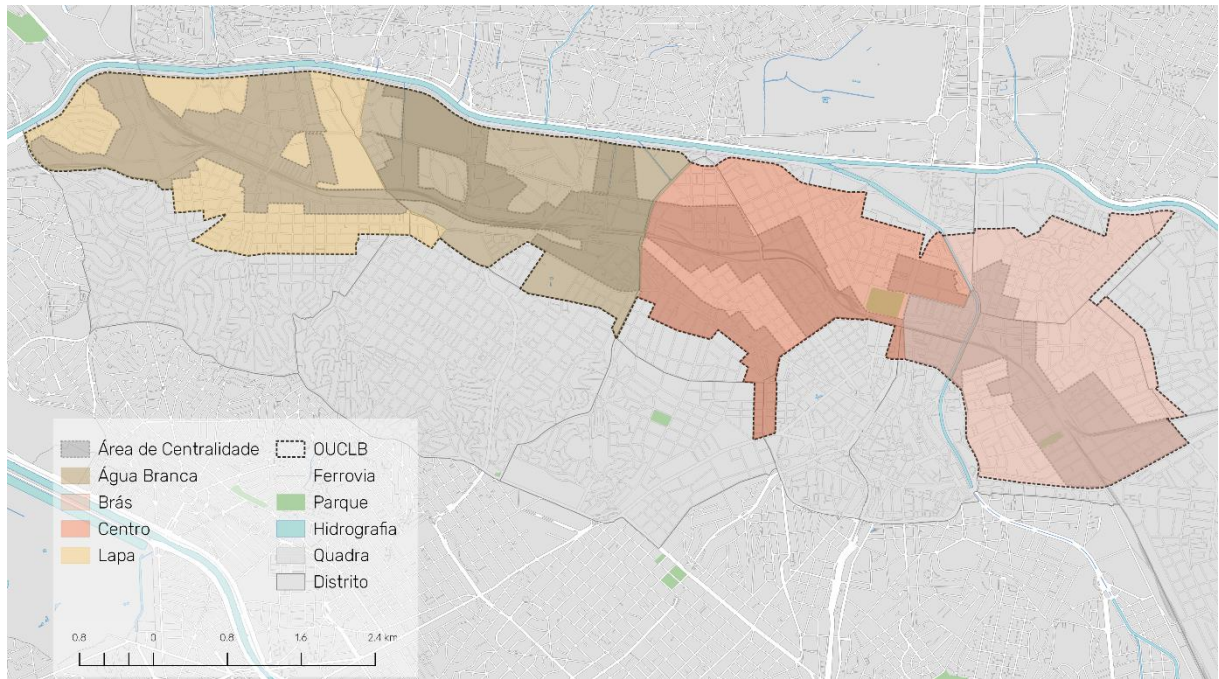 Área de Centralidade
Água Branca
Brás
Centro
Lapa
OUCLB
Ferrovia
Parque
Hidrografia
Quadra
Distrito
0.8 0 0.8 1.6 2.4 km